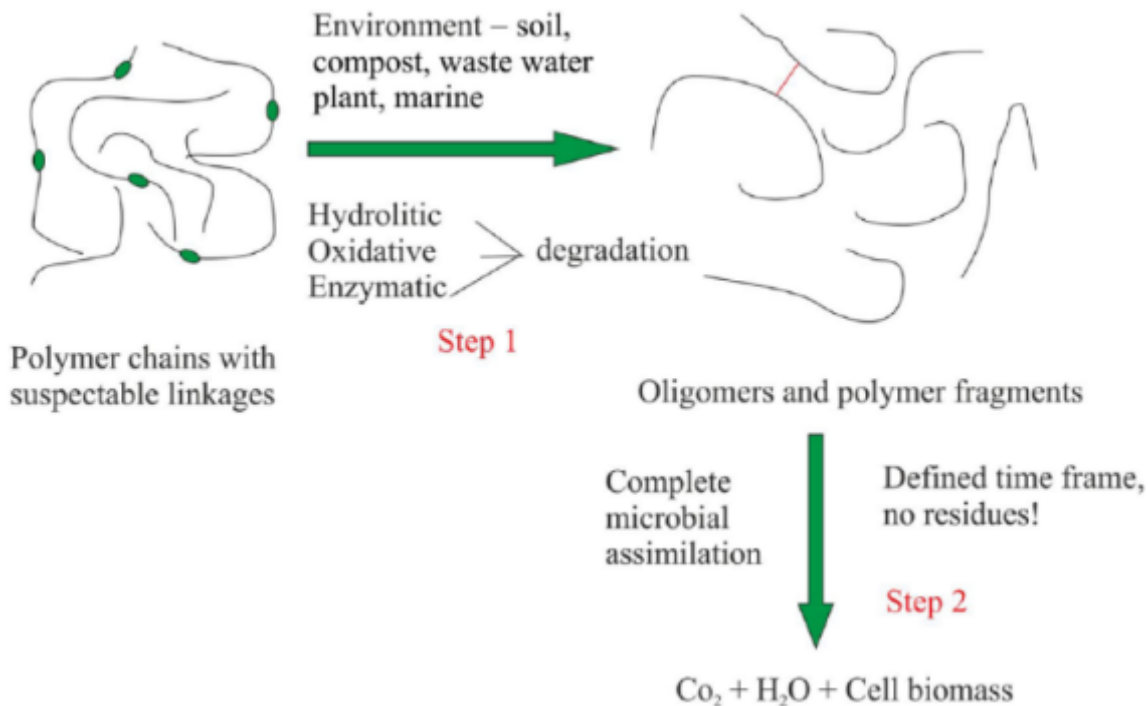 Environment – soil,
compost, waste water
plant, marine
Hydrolitic
Oxidative
Enzymatic
degradation
Step 1
Polymer chains with
suspectable linkages
Oligomers and polymer fragments
Complete
microbial
assimilation
Defined time frame,
no residues!
Step 2
Co₂ + H₂O + Cell biomass